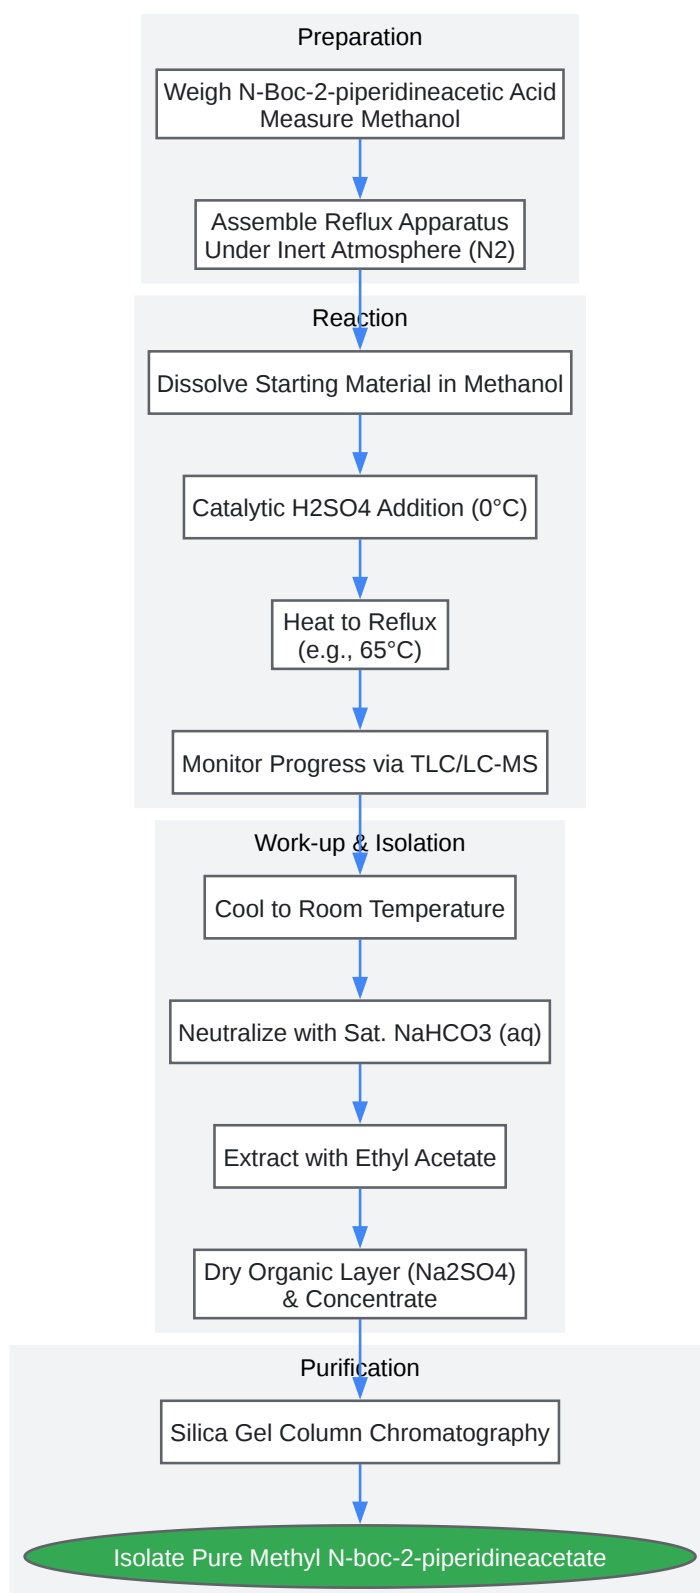 Preparation
Weigh N-Boc-2-piperidineacetic Acid
Measure Methanol
Assemble Reflux Apparatus
Under Inert Atmosphere (N2)
Reaction
Dissolve Starting Material in Methanol
Catalytic H2SO4 Addition (0°C)
Heat to Reflux
(e.g., 65°C)
Monitor Progress via TLC/LC-MS
Work-up & Isolation
Cool to Room Temperature
Neutralize with Sat. NaHCO3 (aq)
Extract with Ethyl Acetate
Dry Organic Layer (Na2SO4)
& Concentrate
Purification
Silica Gel Column Chromatography
Isolate Pure Methyl N-boc-2-piperidineacetate